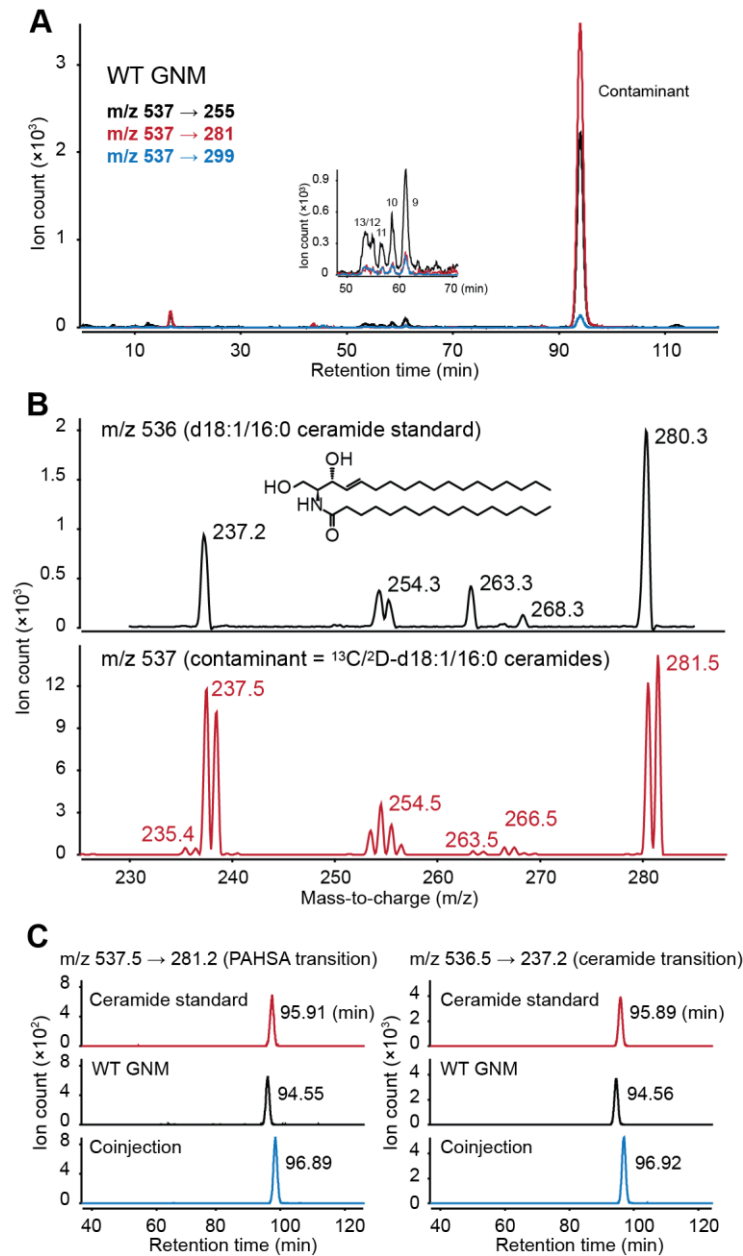 A
WT GNM
m/z 537 → 255
m/z 537 → 281
m/z 537 → 299
Contaminant
Ion count (×10³)
3
2
1
0
10 30 50 70 90 110
Retention time (min)
Ion count (×10³)
0.9
0.6
0.3
0
13/12
11
10
9
50 60 70 (min)
B
m/z 536 (d18:1/16:0 ceramide standard)
Ion count (×10³)
2
1.5
1
0.5
0
OH
HO
HN
O
237.2
254.3
263.3
268.3
280.3
m/z 537 (contaminant = ¹³C/²D-d18:1/16:0 ceramides)
12
9
6
3
0
235.4
237.5
254.5
263.5
266.5
281.5
230 240 250 260 270 280
Mass-to-charge (m/z)
C
m/z 537.5 → 281.2 (PAHSA transition)
Ion count (×10²)
8
4
0
Ceramide standard
95.91 (min)
8
4
0
WT GNM
94.55
8
4
0
Coinjection
96.89
40 60 80 100 120
Retention time (min)
m/z 536.5 → 237.2 (ceramide transition)
Ion count (×10³)
4
2
0
Ceramide standard
95.89 (min)
4
2
0
WT GNM
94.56
4
2
0
Coinjection
96.92
40 60 80 100 120
Retention time (min)